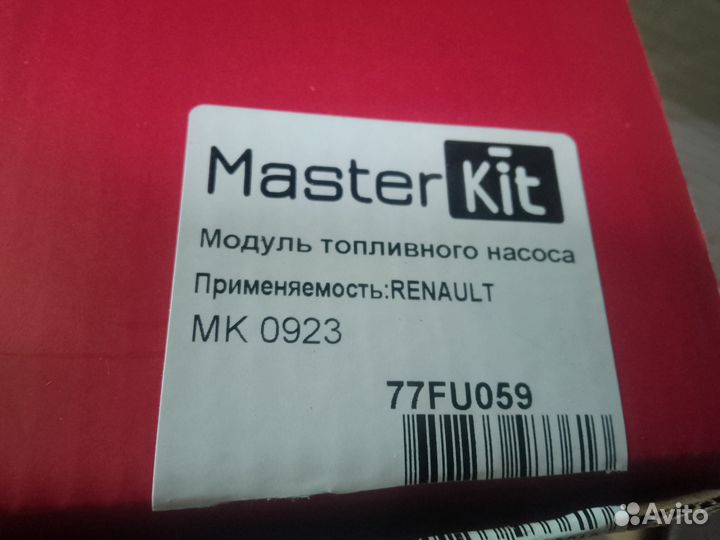 Master Kit
Модуль топливного насоса
Применяемость:RENAULT
MK 0923
77FU059
Avito